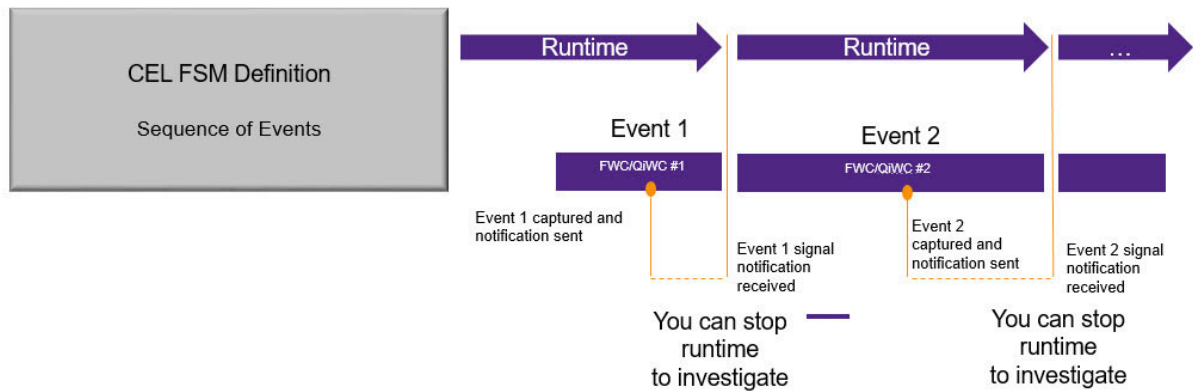 CEL FSM Definition
Sequence of Events
Runtime
Runtime
...
Event 1
Event 2
FWC/QiWC #1
FWC/QiWC #2
Event 1 captured and
notification sent
Event 1 signal
notification
received
Event 2
captured and
notification sent
Event 2 signal
notification
received
You can stop
runtime
to investigate
You can stop
runtime
to investigate